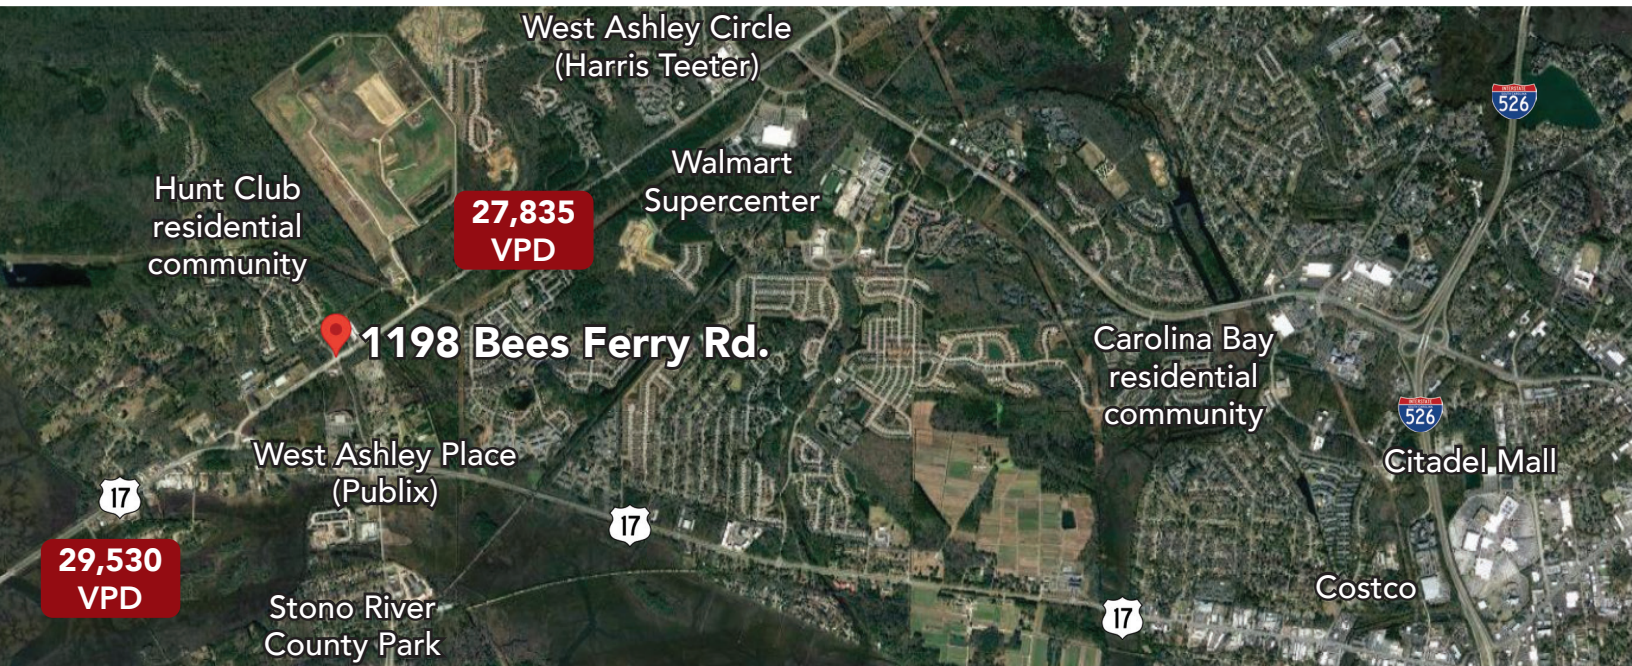 West Ashley Circle
(Harris Teeter)
INTERSTATE
526
Walmart
Supercenter
Hunt Club
residential
community
27,835
VPD
1198 Bees Ferry Rd.
Carolina Bay
residential
community
INTERSTATE
526
West Ashley Place
(Publix)
Citadel Mall
17
17
29,530
VPD
Stono River
County Park
Costco
17